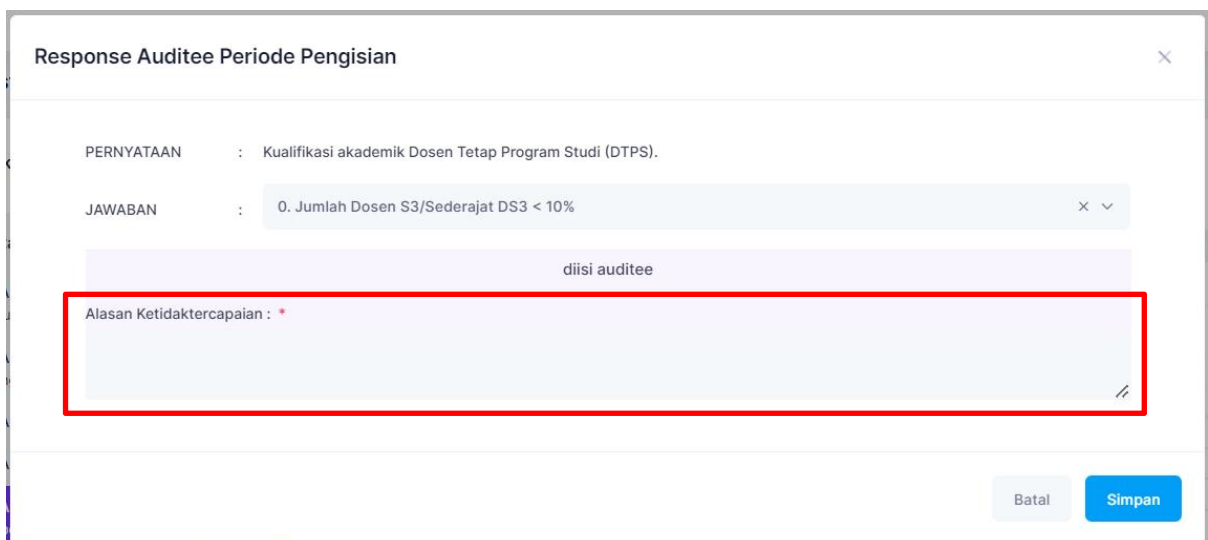 Response Auditee Periode Pengisian
PERNYATAAN : Kualifikasi akademik Dosen Tetap Program Studi (DTPS).
JAWABAN : 0. Jumlah Dosen S3/Sederajat DS3 < 10%
diisi auditee
Alasan Ketidaktercapaian : *
Batal Simpan